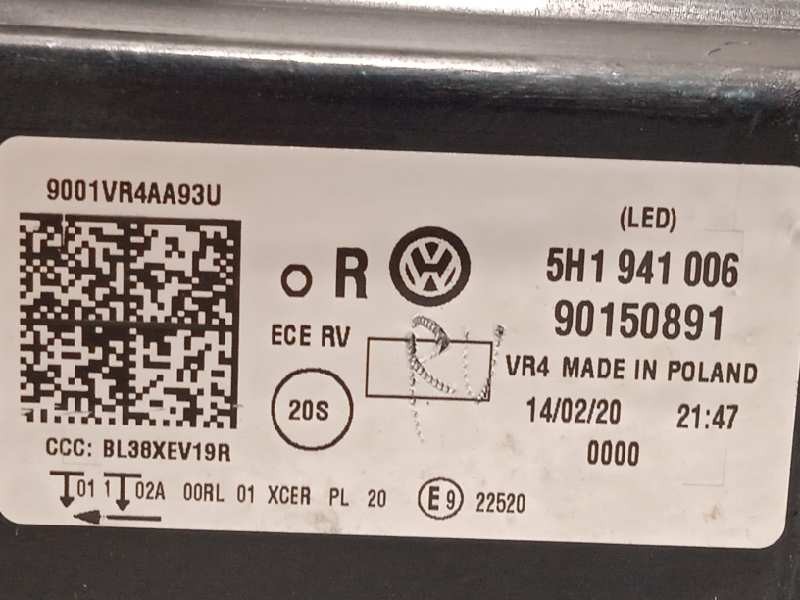 9001VR4AA93U
(LED)
R
5H1 941 006
ECE RV
90150891
VR4 MADE IN POLAND
20S
14/02/20 21:47
0000
CCC: BL38XEV19R
01 1 02A 00RL 01 XCER PL 20 E9 22520